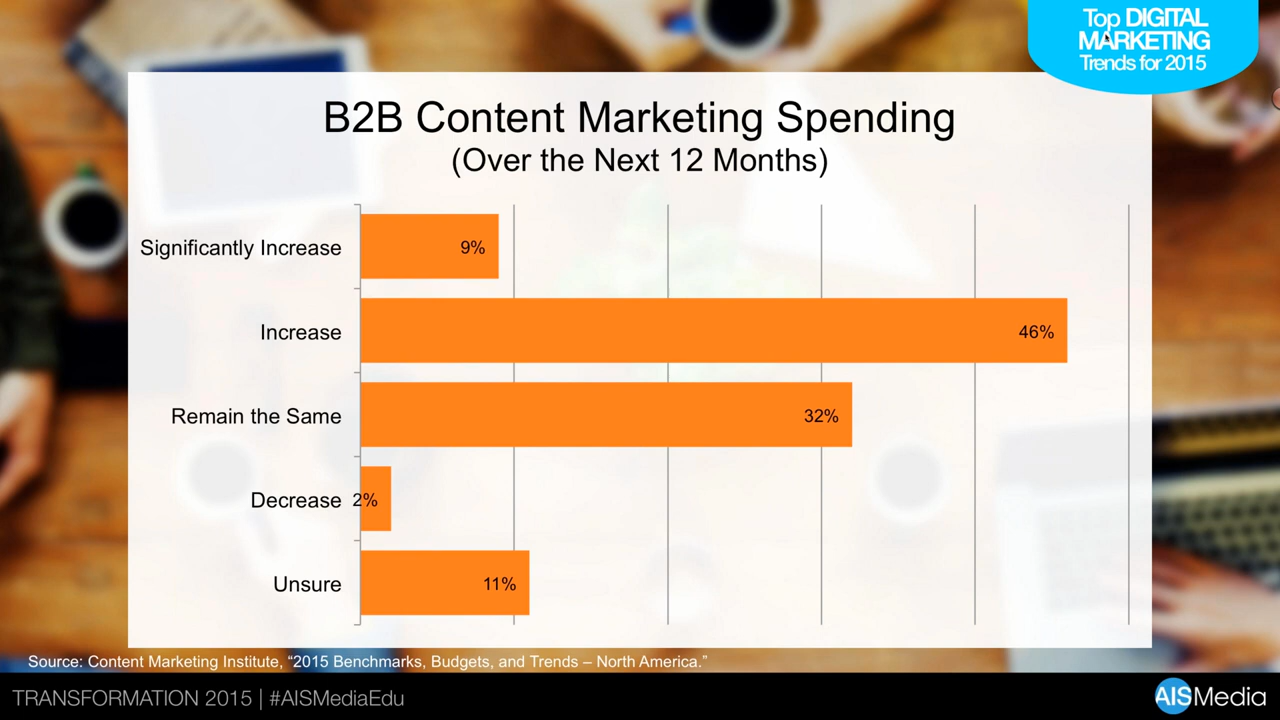 Top DIGITAL
MARKETING
Trends for 2015
B2B Content Marketing Spending
(Over the Next 12 Months)
Significantly Increase 9%
Increase 46%
Remain the Same 32%
Decrease 2%
Unsure 11%
Source: Content Marketing Institute, “2015 Benchmarks, Budgets, and Trends – North America.”
TRANSFORMATION 2015 | #AISMediaEdu
AISMedia